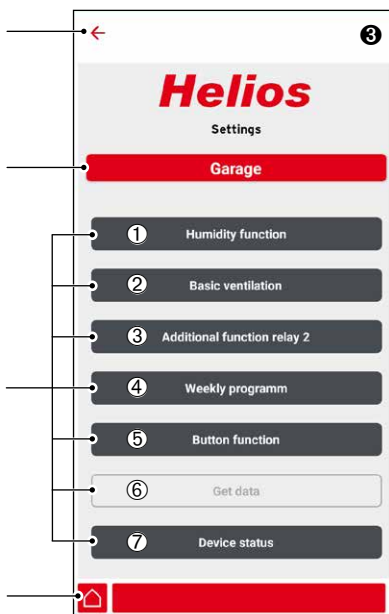 ❸
Helios
Settings
Garage
① Humidity function
② Basic ventilation
③ Additional function relay 2
④ Weekly programm
⑤ Button function
⑥ Get data
⑦ Device status